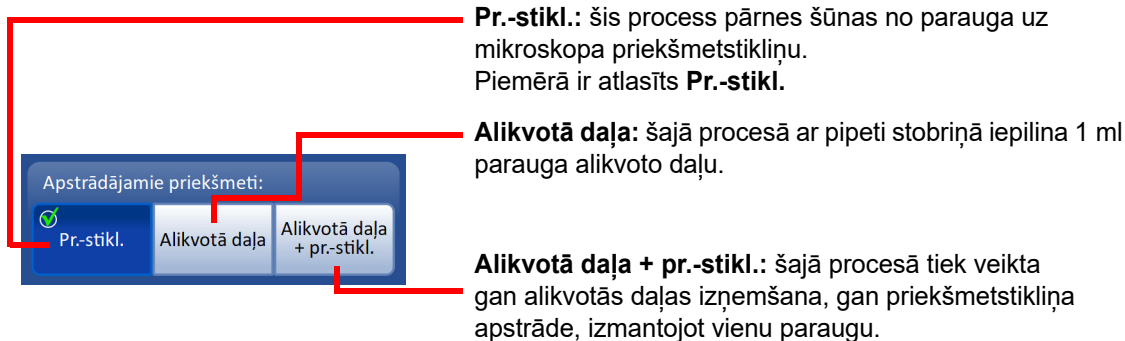 Pr.-stikl.: šis process pārnes šūnas no parauga uz
mikroskopa priekšmetstikliņu.
Piemērā ir atlasīts Pr.-stikl.
Alikvotā daļa: šajā procesā ar pipeti stobriņā iepilina 1 ml
parauga alikvoto daļu.
Apstrādājamie priekšmeti:
Pr.-stikl.
Alikvotā daļa
Alikvotā daļa
+ pr.-stikl.
Alikvotā daļa + pr.-stikl.: šajā procesā tiek veikta
gan alikvotās daļas izņemšana, gan priekšmetstikliņa
apstrāde, izmantojot vienu paraugu.